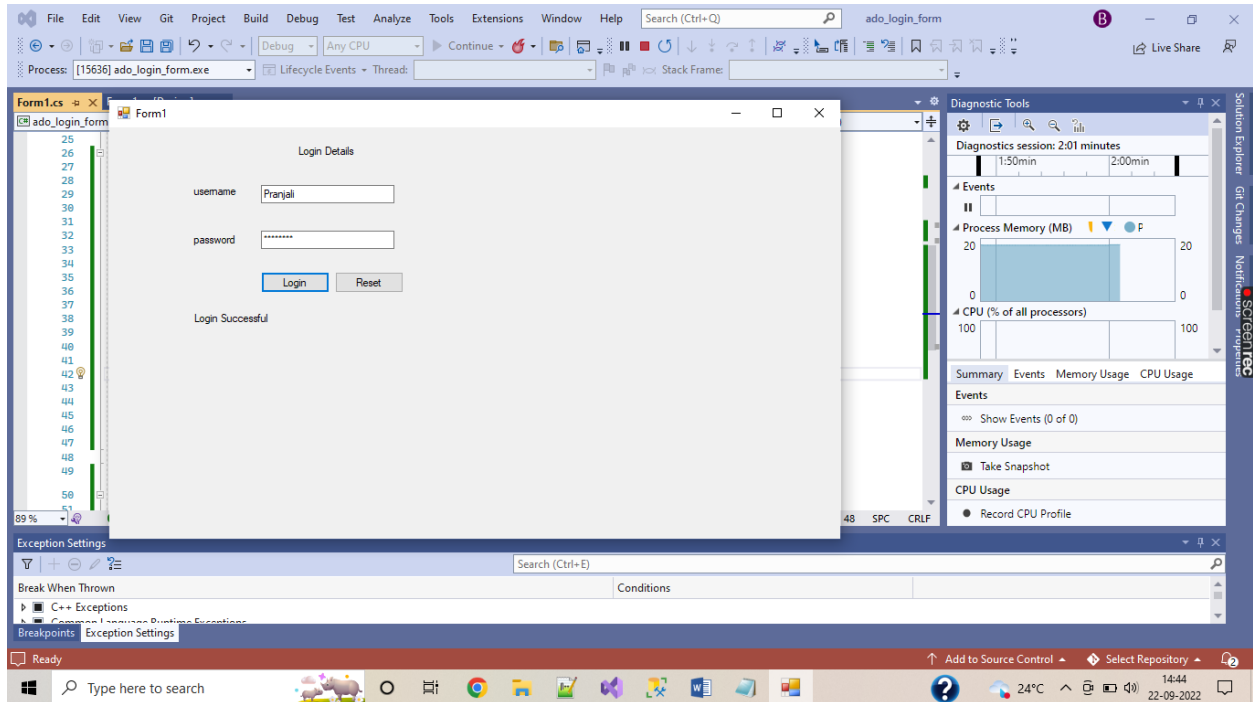 File Edit View Git Project Build Debug Test Analyze Tools Extensions Window Help Search (Ctrl+Q) ado_login_form B
Debug Any CPU Continue Live Share
Process: [15636] ado_login_form.exe Lifecycle Events Thread: Stack Frame:
Form1.cs
ado_login_form
Form1
Login Details
username Pranjali
password ********
Login Reset
Login Successful
25
26
27
28
29
30
31
32
33
34
35
36
37
38
39
40
41
42
43
44
45
46
47
48
49
50
51
89 % 48 SPC CRLF
Diagnostic Tools
Diagnostics session: 2:01 minutes
1:50min 2:00min
Events
Process Memory (MB) P
20 20
0 0
CPU (% of all processors)
100 100
Summary Events Memory Usage CPU Usage
Events
Show Events (0 of 0)
Memory Usage
Take Snapshot
CPU Usage
Record CPU Profile
Solution Explorer Git Changes Notifications Properties
screenrec
Exception Settings
Search (Ctrl+E)
Break When Thrown Conditions
C++ Exceptions
Common Language Runtime Exceptions
Breakpoints Exception Settings
Ready Add to Source Control Select Repository 2
Type here to search 24°C 14:44
22-09-2022